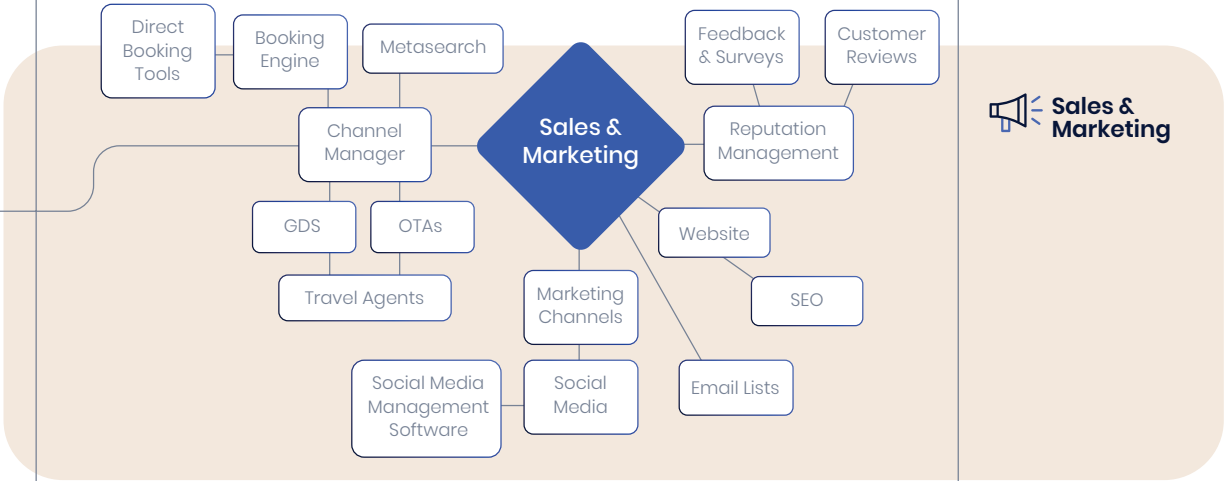 Direct
Booking
Tools
Booking
Engine
Metasearch
Feedback
& Surveys
Customer
Reviews
Channel
Manager
Sales &
Marketing
Reputation
Management
Sales &
Marketing
GDS
OTAs
Website
Travel Agents
Marketing
Channels
SEO
Social Media
Management
Software
Social
Media
Email Lists